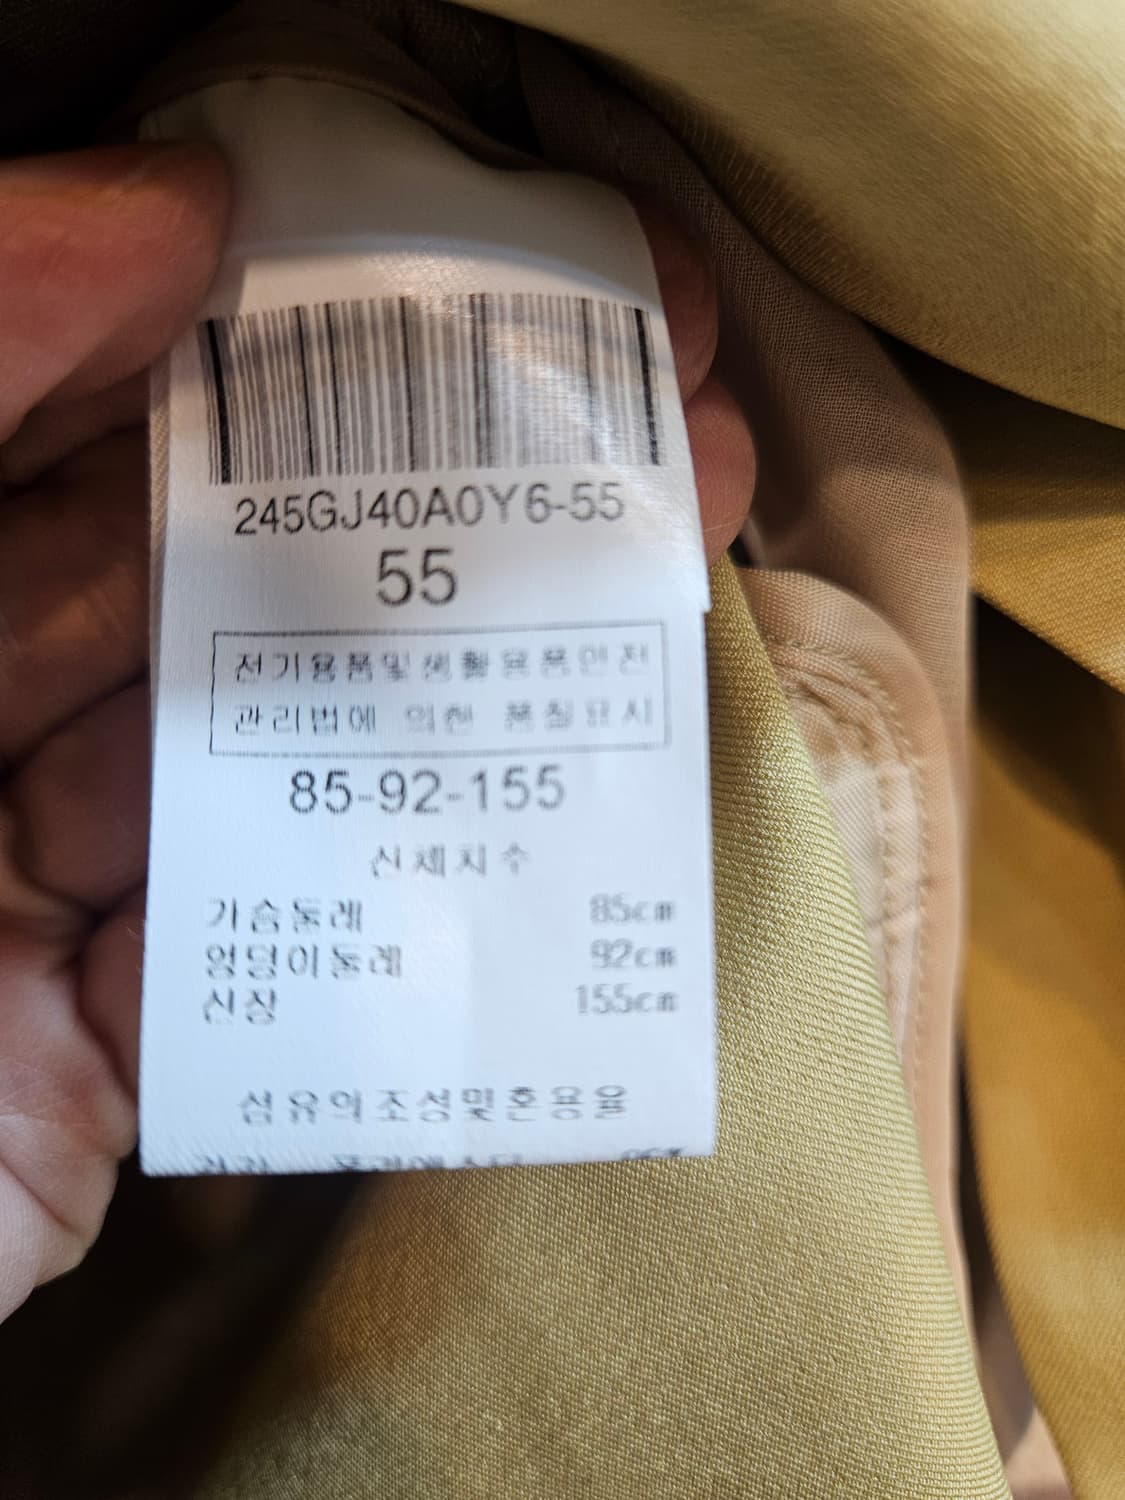 245GJ40A0Y6-55
55
전기용품및생활용품안전
관리법에 의한 품질표시
85-92-155
신체치수
가슴둘레 85cm
엉덩이둘레 92cm
신장 155cm
섬유의조성및혼용율